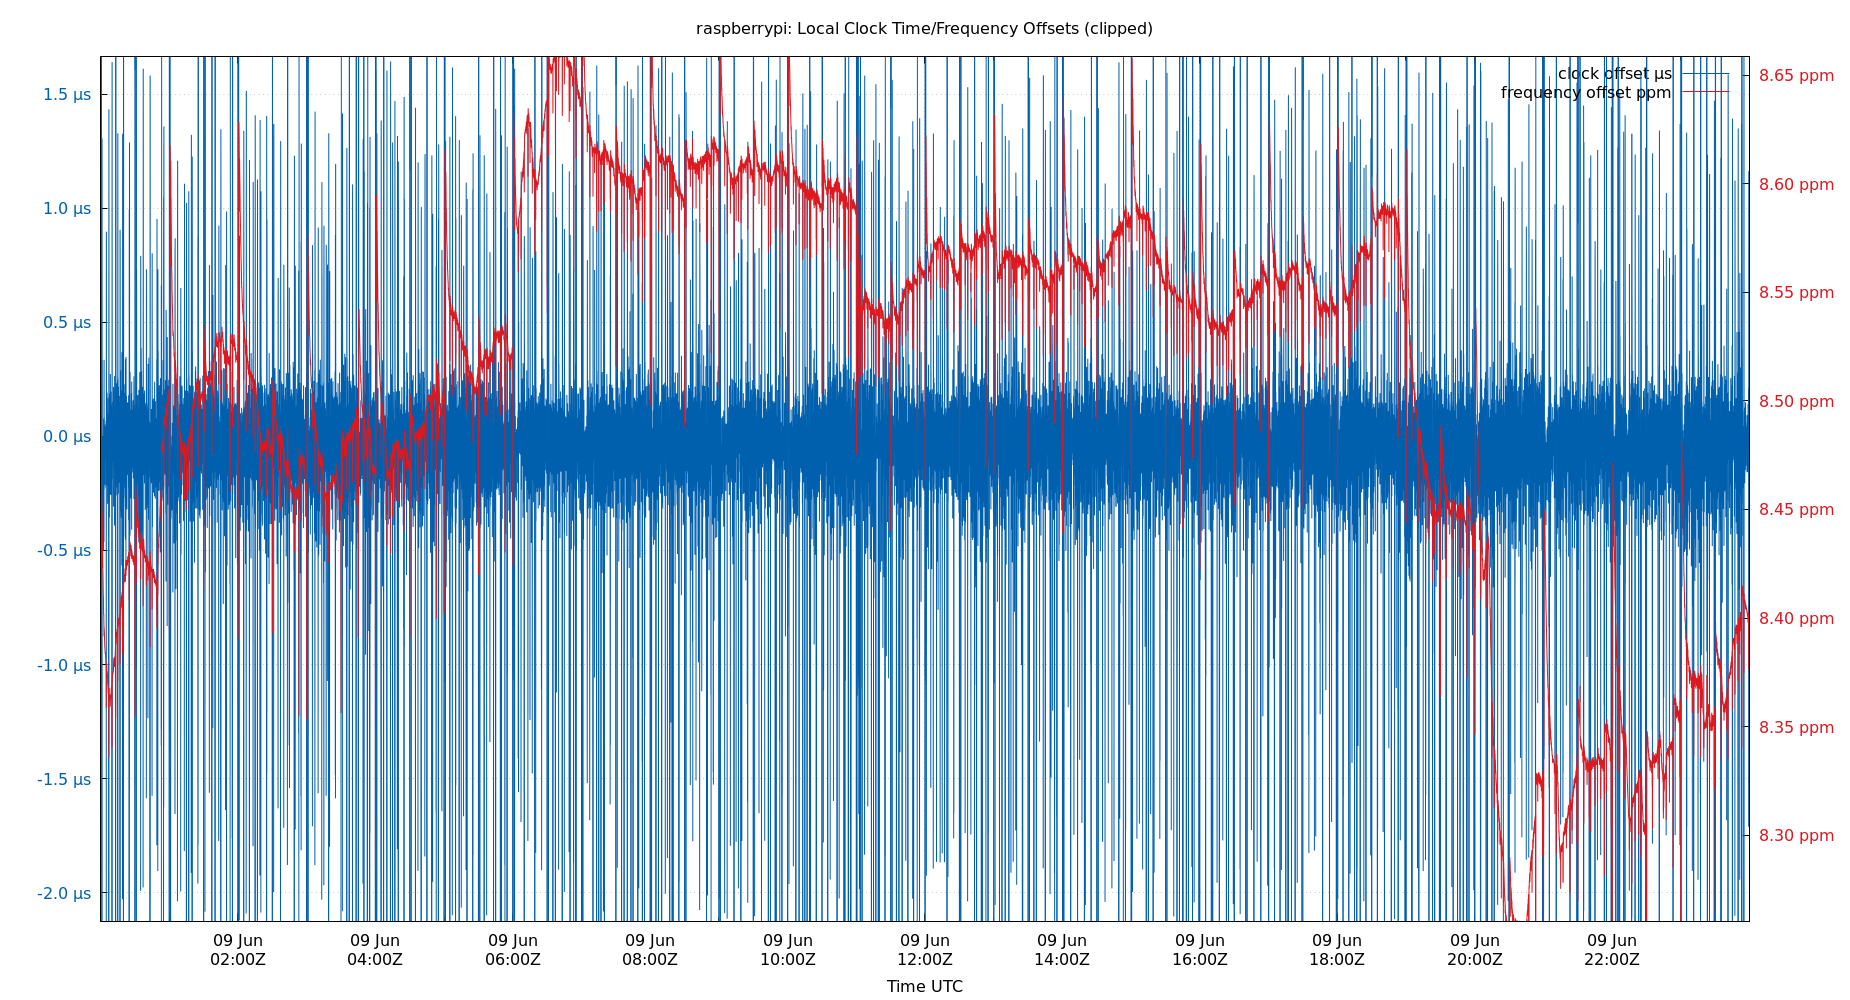 raspberrypi: Local Clock Time/Frequency Offsets (clipped)
clock offset µs
frequency offset ppm
1.5 µs
1.0 µs
0.5 µs
0.0 µs
-0.5 µs
-1.0 µs
-1.5 µs
-2.0 µs
8.65 ppm
8.60 ppm
8.55 ppm
8.50 ppm
8.45 ppm
8.40 ppm
8.35 ppm
8.30 ppm
09 Jun 09 Jun 09 Jun 09 Jun 09 Jun 09 Jun 09 Jun 09 Jun 09 Jun 09 Jun 09 Jun
02:00Z 04:00Z 06:00Z 08:00Z 10:00Z 12:00Z 14:00Z 16:00Z 18:00Z 20:00Z 22:00Z
Time UTC